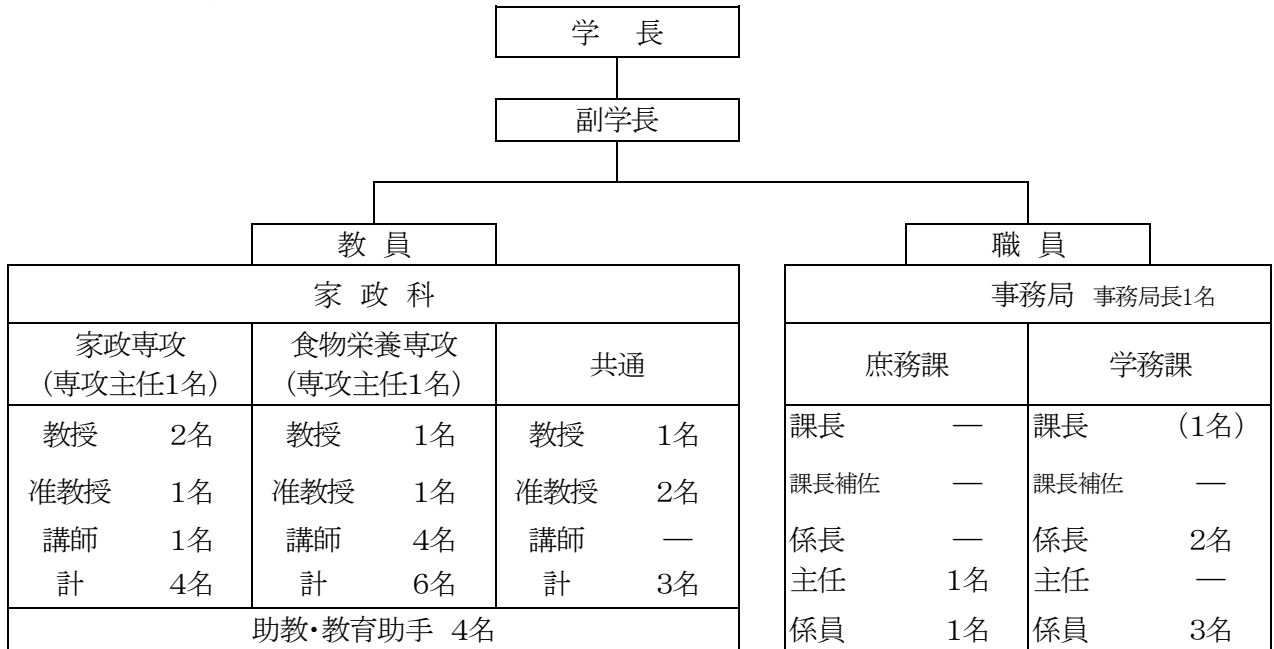 学 長
副学長
教 員
職 員
家 政 科
事務局 事務局長1名
家政専攻 食物栄養専攻 共通 庶務課 学務課
(専攻主任1名) (専攻主任1名)
教授 2名 教授 1名 教授 1名 課長 ― 課長 (1名)
准教授 1名 准教授 1名 准教授 2名 課長補佐 ― 課長補佐 ―
講師 1名 講師 4名 講師 ― 係長 ― 係長 2名
計 4名 計 6名 計 3名 主任 1名 主任 ―
助教・教育助手 4名 係員 1名 係員 3名